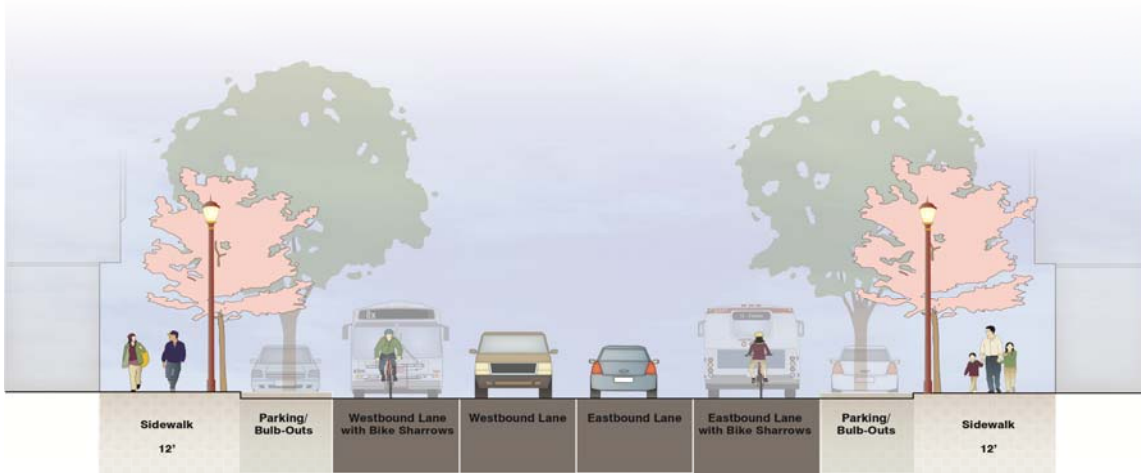 Sidewalk
12'
Parking/
Bulb-Outs
Westbound Lane
with Bike Sharrows
Westbound Lane
Eastbound Lane
Eastbound Lane
with Bike Sharrows
Parking/
Bulb-Outs
Sidewalk
12'